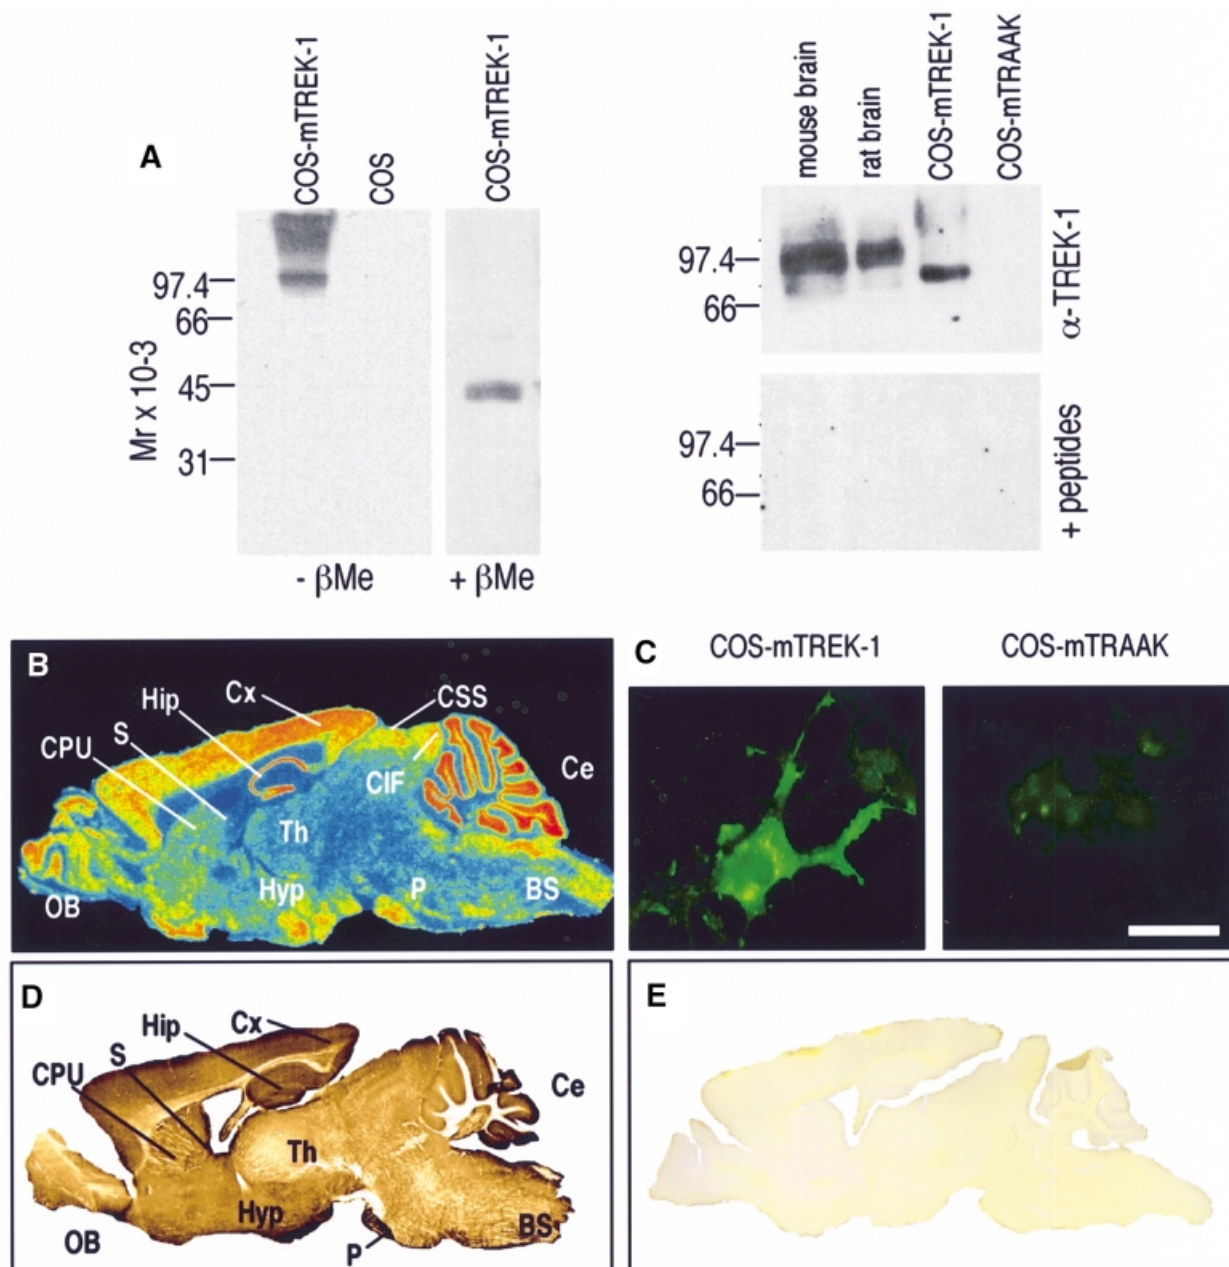 A
COS-mTREK-1
COS
COS-mTREK-1
Mr x 10-3
97.4
66
45
31
- βMe
+ βMe
mouse brain
rat brain
COS-mTREK-1
COS-mTRAAK
97.4
66
α-TREK-1
97.4
66
+ peptides
B
Hip
Cx
CSS
CPU
S
CIF
Ce
Th
Hyp
P
BS
OB
C
COS-mTREK-1
COS-mTRAAK
D
Hip
Cx
S
CPU
Ce
Th
Hyp
BS
OB
P
E